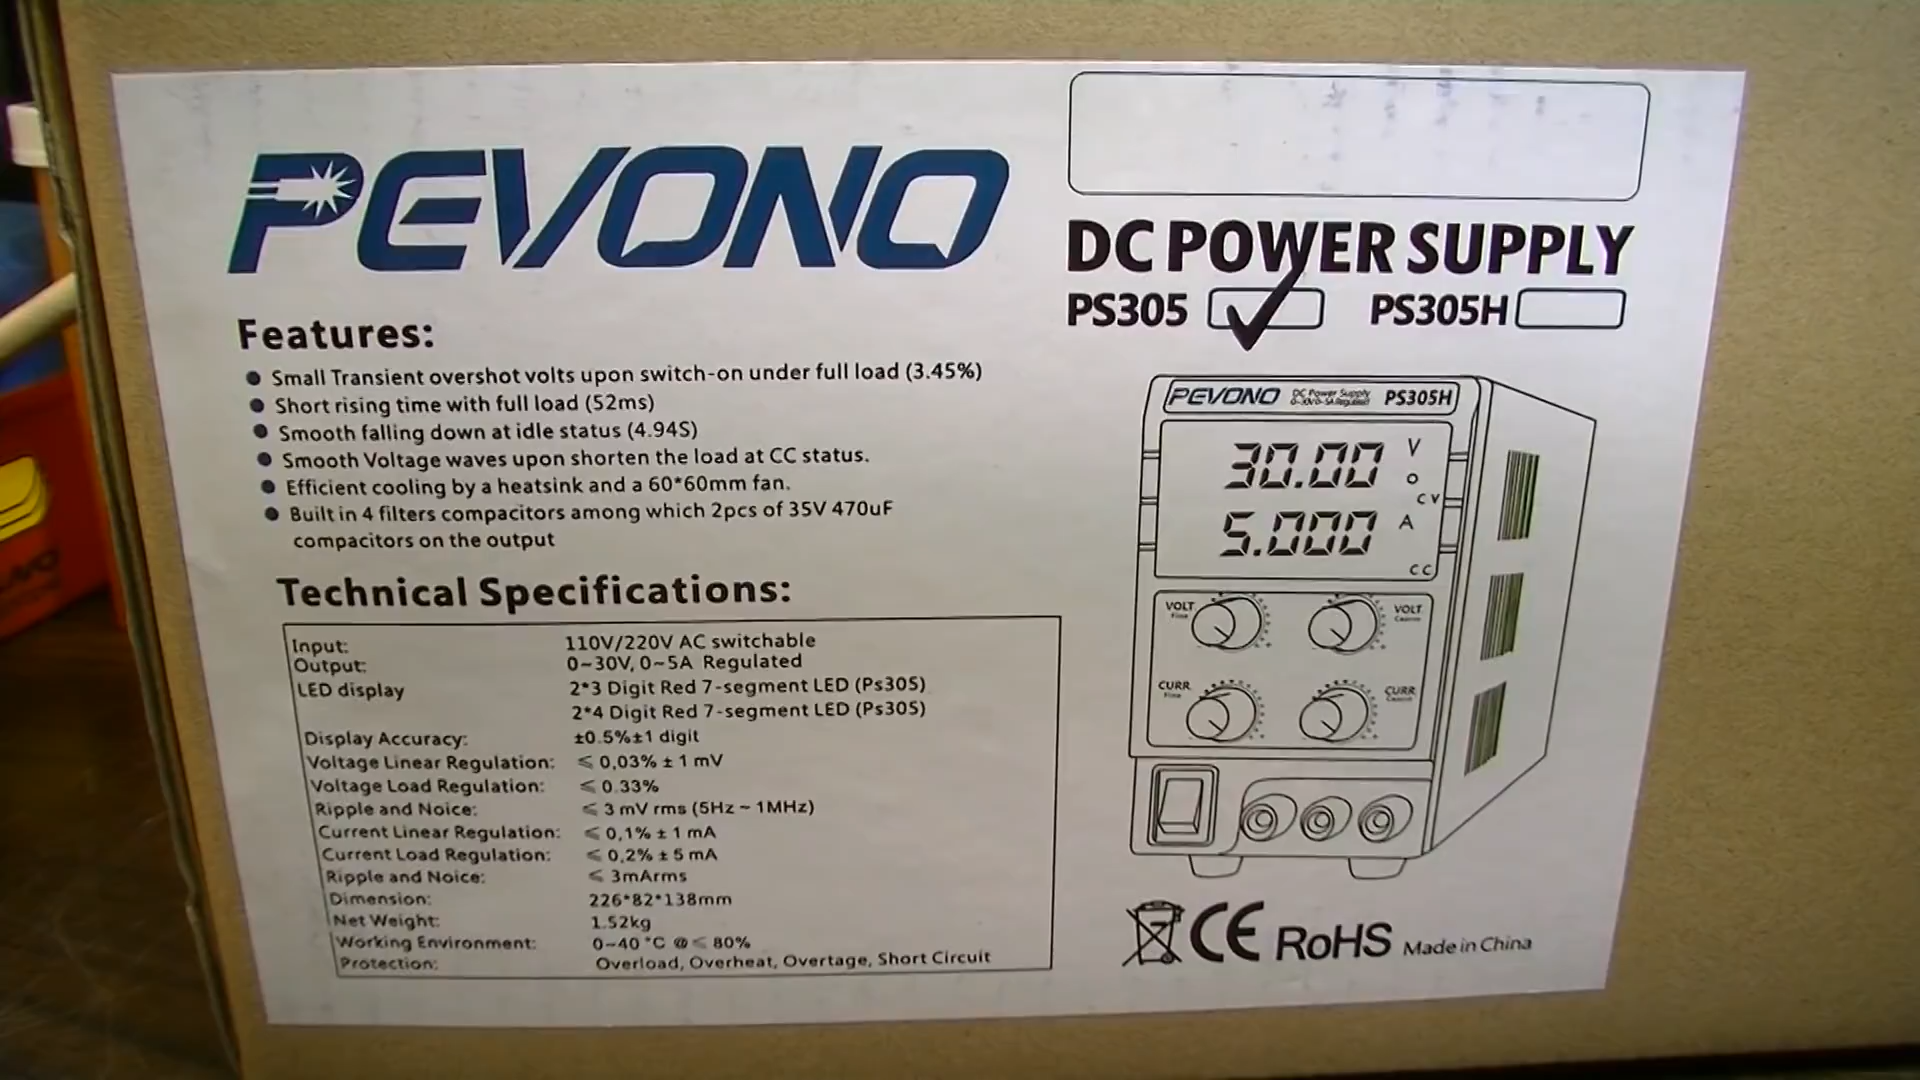 PEVONO
DC POWER SUPPLY
PS305 PS305H
Features:
● Small Transient overshot volts upon switch-on under full load (3.45%)
● Short rising time with full load (52ms)
● Smooth falling down at idle status (4.94S)
● Smooth Voltage waves upon shorten the load at CC status.
● Efficient cooling by a heatsink and a 60*60mm fan.
● Built in 4 filters compacitors among which 2pcs of 35V 470uF
compacitors on the output
Technical Specifications:
Input: 110V/220V AC switchable
Output: 0~30V, 0~5A Regulated
LED display 2*3 Digit Red 7-segment LED (Ps305)
2*4 Digit Red 7-segment LED (Ps305)
Display Accuracy: ±0.5%±1 digit
Voltage Linear Regulation: ≤ 0,03% ± 1 mV
Voltage Load Regulation: ≤ 0.33%
Ripple and Noice: ≤ 3 mV rms (5Hz ~ 1MHz)
Current Linear Regulation: ≤ 0,1% ± 1 mA
Current Load Regulation: ≤ 0.2% ± 5 mA
Ripple and Noice: ≤ 3mArms
Dimension: 226*82*138mm
Net Weight: 1.52kg
Working Environment: 0~40 °C @ ≤ 80%
Protection: Overload, Overheat, Overtage, Short Circuit
PEVONO DC Power Supply PS305H
30.00 V
CV
5.000 A
CC
VOLT Fine VOLT
CURR CURR
CE RoHS Made in China